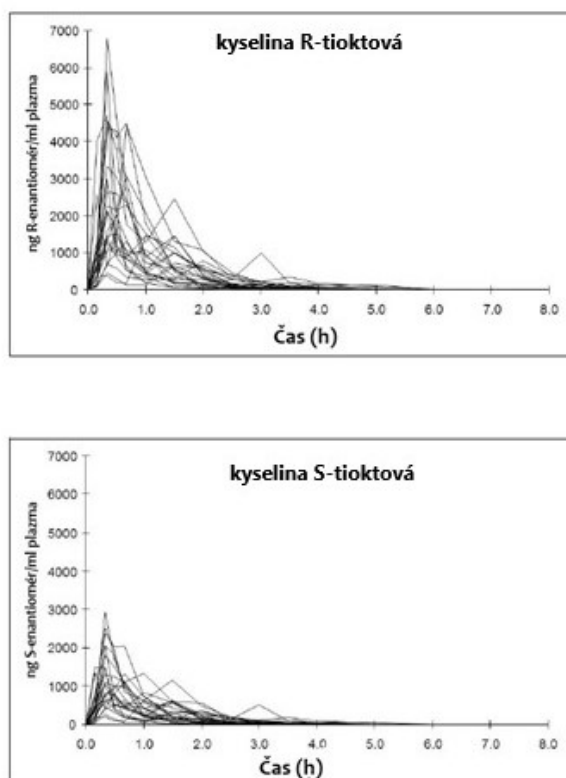 kyselina R-tioktová
ng R-enantiomér/ml plazma
7000
6000
5000
4000
3000
2000
1000
0
0.0 1.0 2.0 3.0 4.0 5.0 6.0 7.0 8.0
Čas (h)
kyselina S-tioktová
ng S-enantiomér/ml plazma
7000
6000
5000
4000
3000
2000
1000
0
0.0 1.0 2.0 3.0 4.0 5.0 6.0 7.0 8.0
Čas (h)